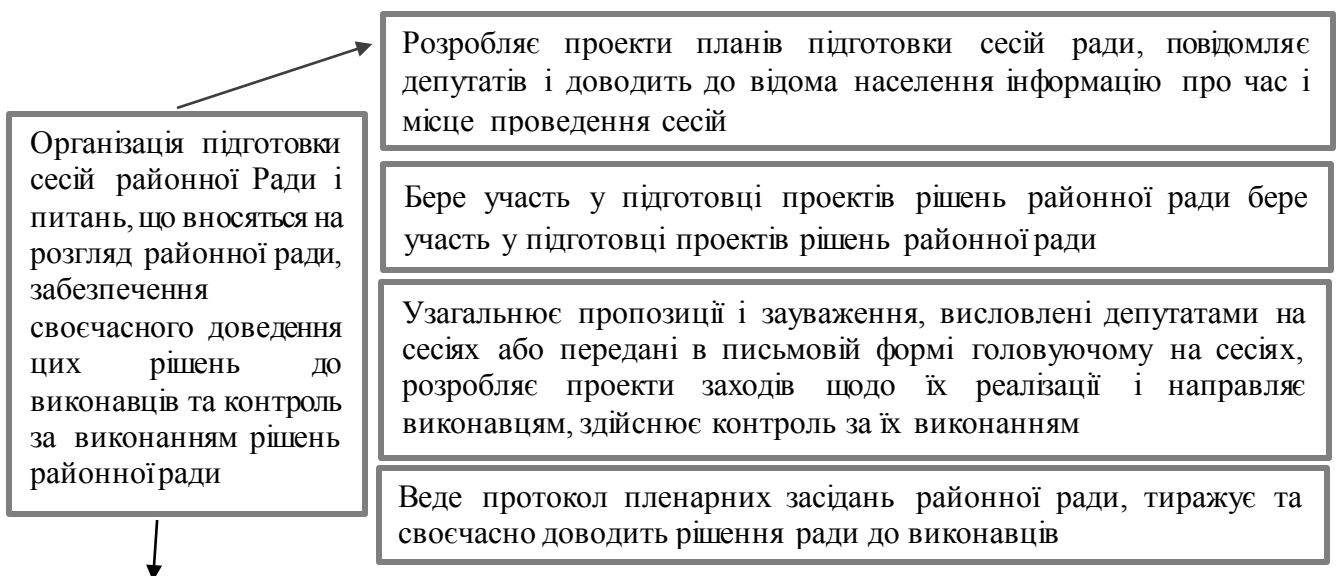 Організація підготовки
сесій районної Ради і
питань, що вносяться на
розгляд районної ради,
забезпечення
своєчасного доведення
цих рішень до
виконавців та контроль
за виконанням рішень
районної ради
Розробляє проекти планів підготовки сесій ради, повідомляє
депутатів і доводить до відома населення інформацію про час і
місце проведення сесій
Бере участь у підготовці проектів рішень районної ради бере
участь у підготовці проектів рішень районної ради
Узагальнює пропозиції і зауваження, висловлені депутатами на
сесіях або передані в письмовій формі головуючому на сесіях,
розробляє проекти заходів щодо їх реалізації і направляє
виконавцям, здійснює контроль за їх виконанням
Веде протокол пленарних засідань районної ради, тиражує та
своєчасно доводить рішення ради до виконавців